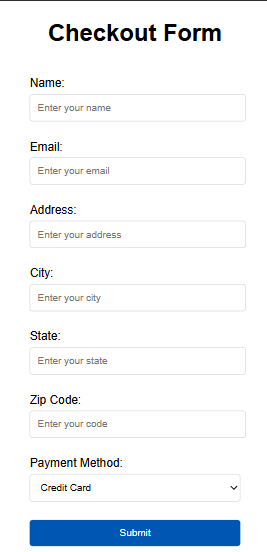 Checkout Form
Name:
Enter your name
Email:
Enter your email
Address:
Enter your address
City:
Enter your city
State:
Enter your state
Zip Code:
Enter your code
Payment Method:
Credit Card
Submit